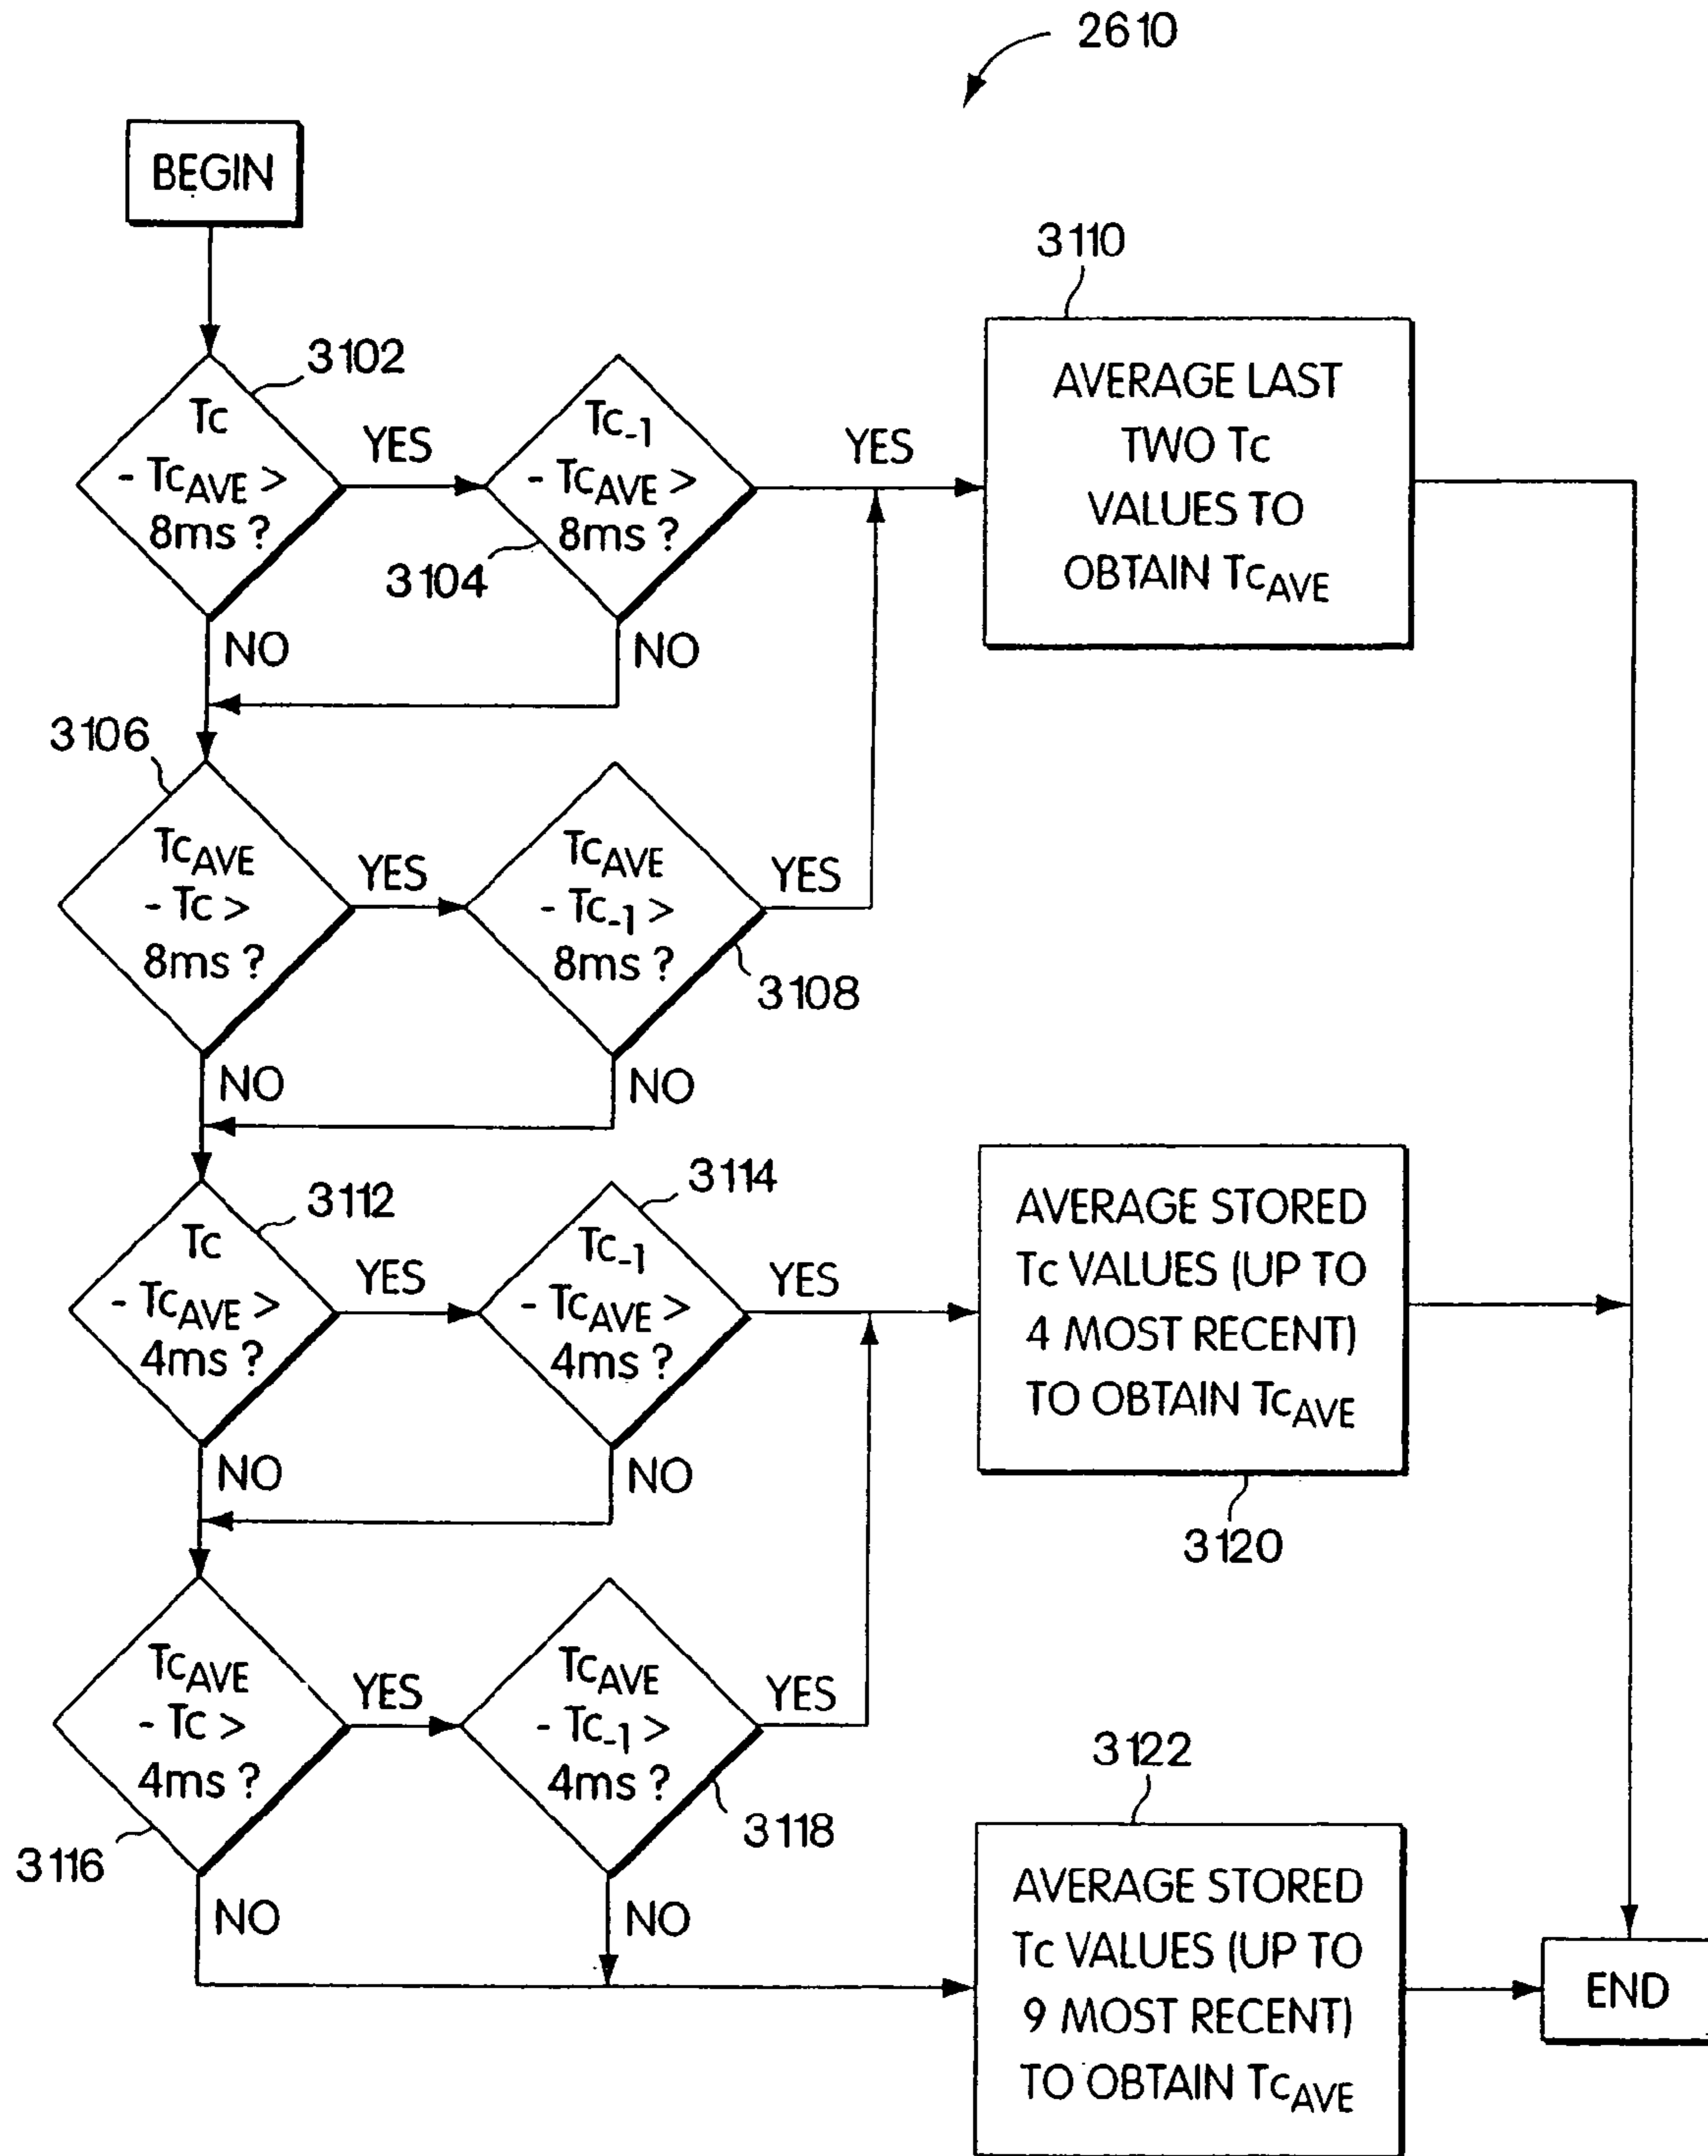 2610
BEGIN
3110
3102
Tc
- TcAVE >
8ms ?
YES
Tc-1
- TcAVE >
8ms ?
3104
YES
AVERAGE LAST
TWO Tc
VALUES TO
OBTAIN TcAVE
NO
NO
3106
TcAVE
- Tc >
8ms ?
YES
TcAVE
- Tc-1 >
8ms ?
YES
3108
NO
NO
3112
Tc
- TcAVE >
4ms ?
YES
3114
Tc-1
- TcAVE >
4ms ?
YES
AVERAGE STORED
Tc VALUES (UP TO
4 MOST RECENT)
TO OBTAIN TcAVE
3120
NO
NO
TcAVE
- Tc >
4ms ?
3116
YES
TcAVE
- Tc-1 >
4ms ?
YES
3118
3122
NO
NO
AVERAGE STORED
Tc VALUES (UP TO
9 MOST RECENT)
TO OBTAIN TcAVE
END